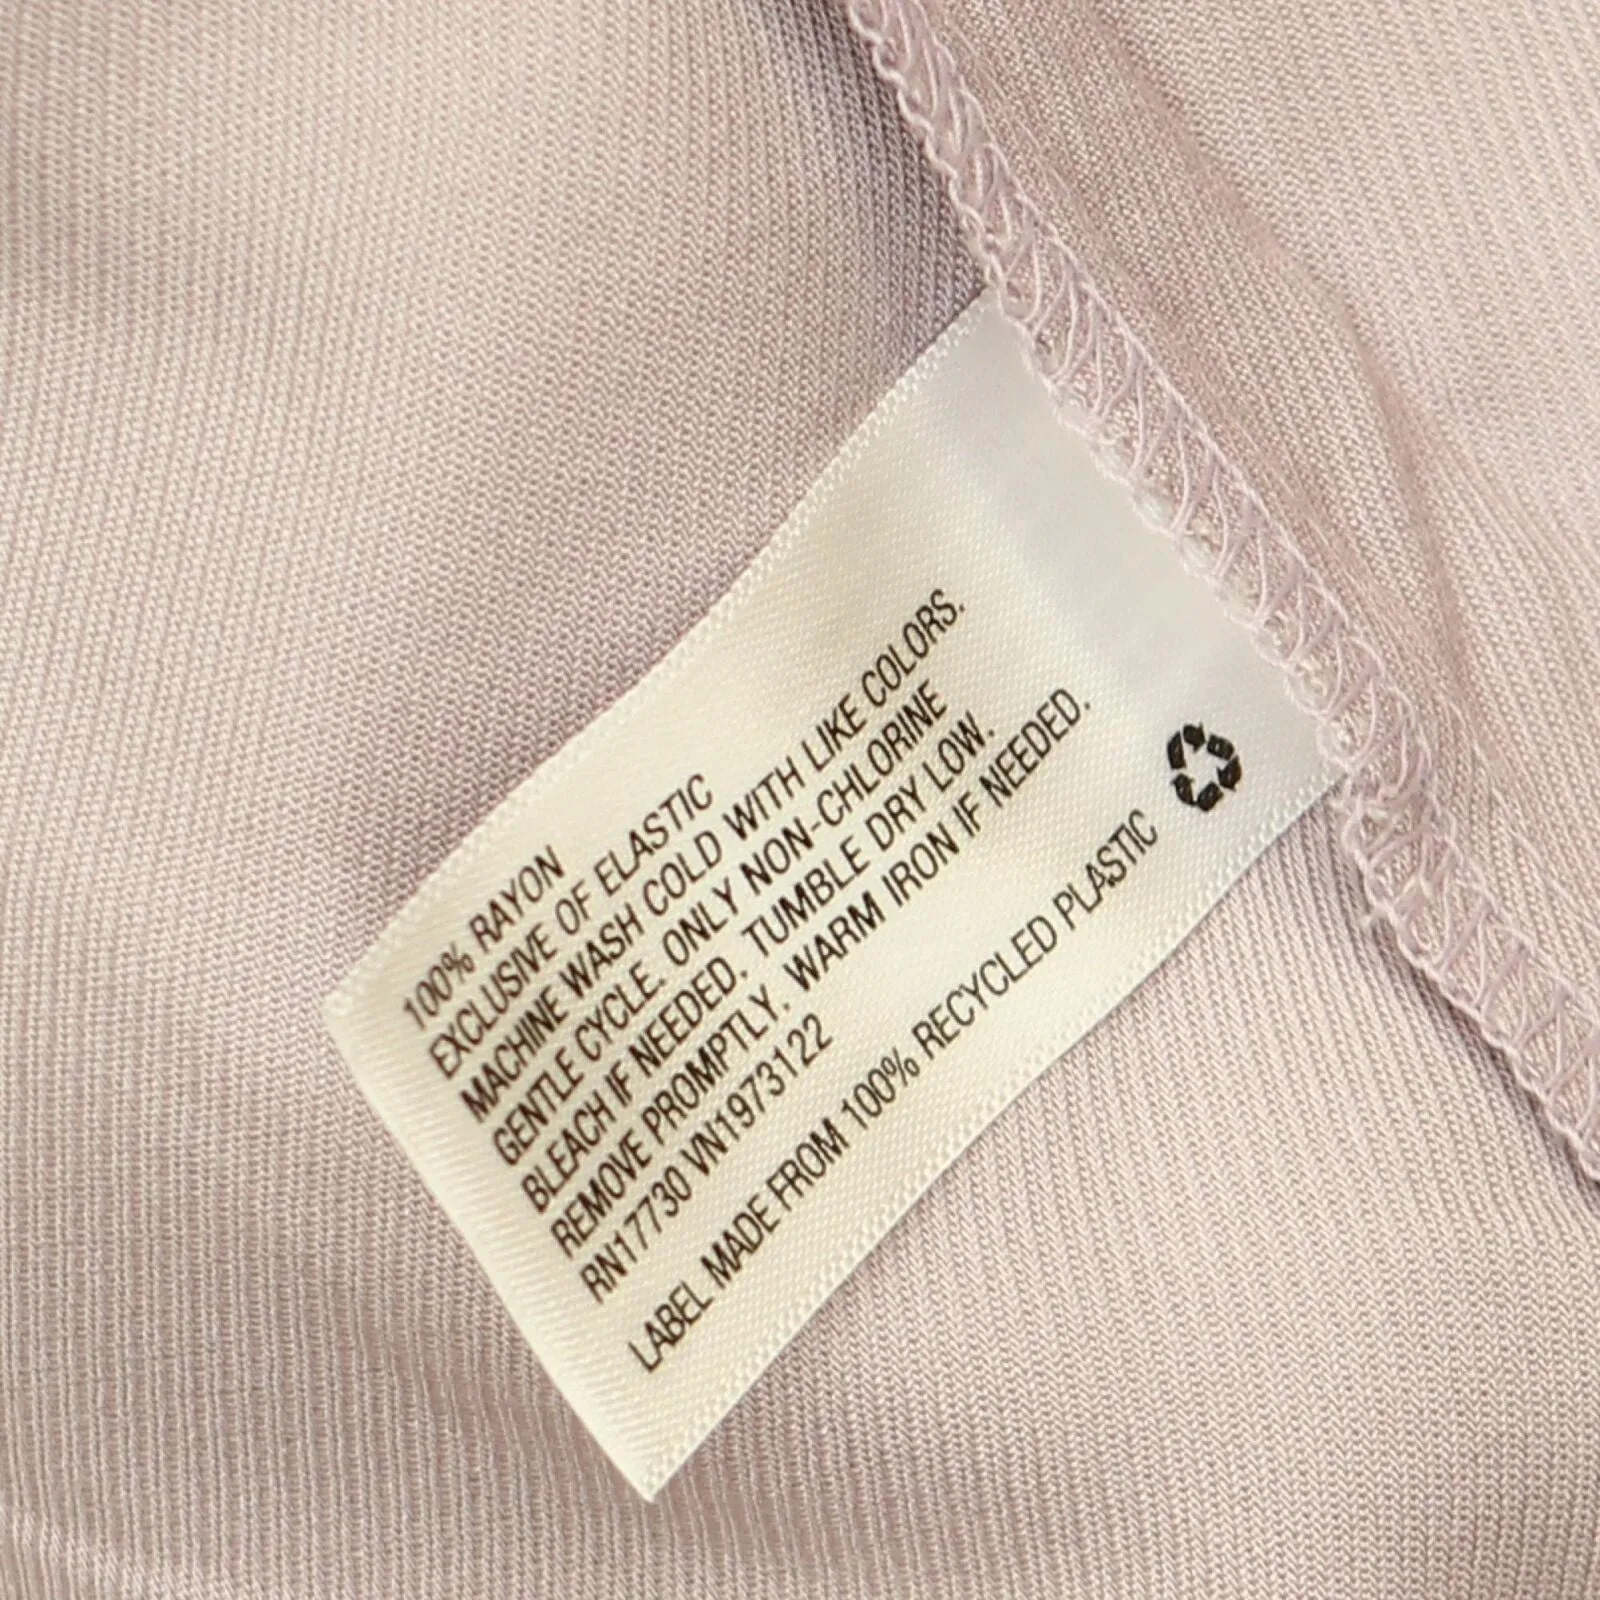 100% RAYON
EXCLUSIVE OF ELASTIC
MACHINE WASH COLD WITH LIKE COLORS.
GENTLE CYCLE. ONLY NON-CHLORINE
BLEACH IF NEEDED. TUMBLE DRY LOW.
REMOVE PROMPTLY. WARM IRON IF NEEDED.
RN17730 VN1973122
LABEL MADE FROM 100% RECYCLED PLASTIC